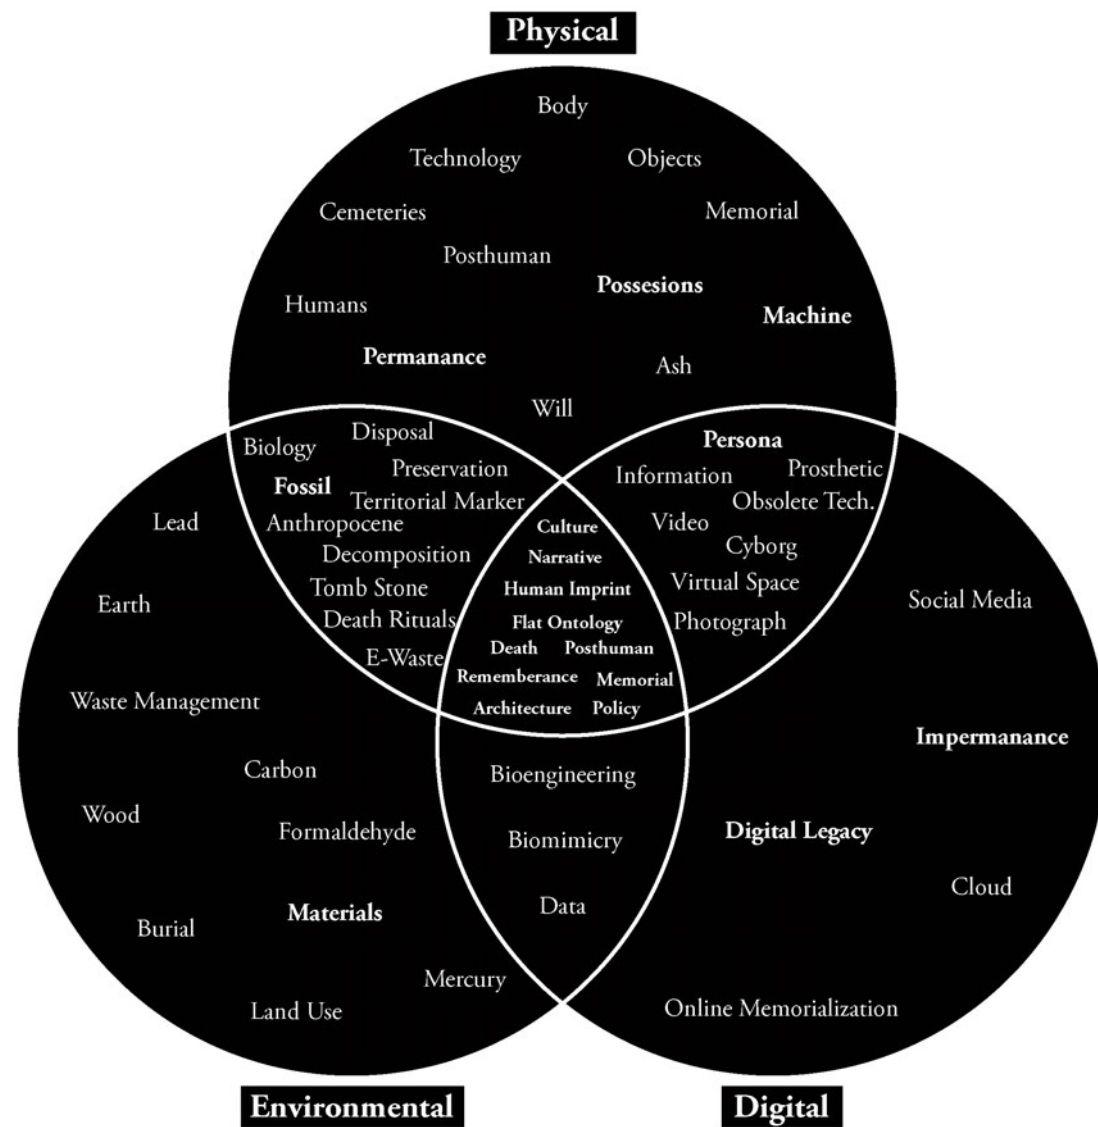 Physical
Body
Technology Objects
Cemeteries Memorial
Posthuman
Possesions
Humans Machine
Permanance Ash
Will
Biology Disposal Persona
Preservation Information Prosthetic
Fossil
Territorial Marker Obsolete Tech.
Lead Anthropocene Culture Video
Decomposition Narrative Cyborg
Tomb Stone Human Imprint Virtual Space
Earth Social Media
Death Rituals Flat Ontology Photograph
E-Waste Death Posthuman
Rememberance Memorial
Waste Management Architecture Policy
Impermanance
Carbon Bioengineering
Wood
Formaldehyde Biomimicry Digital Legacy
Cloud
Materials Data
Burial
Mercury
Land Use Online Memorialization
Environmental Digital